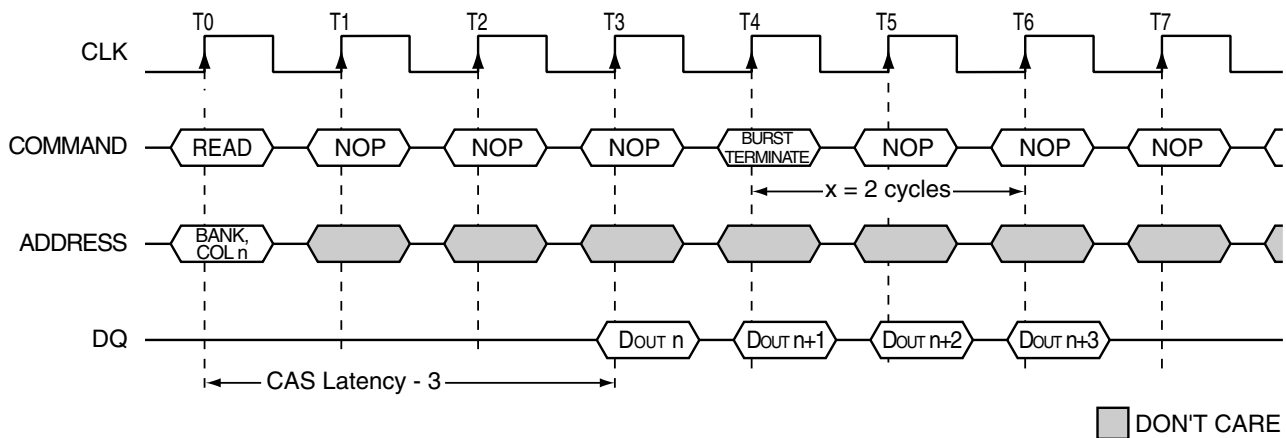 T0 T1 T2 T3 T4 T5 T6 T7
CLK
COMMAND READ NOP NOP NOP BURST TERMINATE NOP NOP NOP
x = 2 cycles
ADDRESS BANK, COL n
DQ DOUT n DOUT n+1 DOUT n+2 DOUT n+3
CAS Latency - 3
DON'T CARE